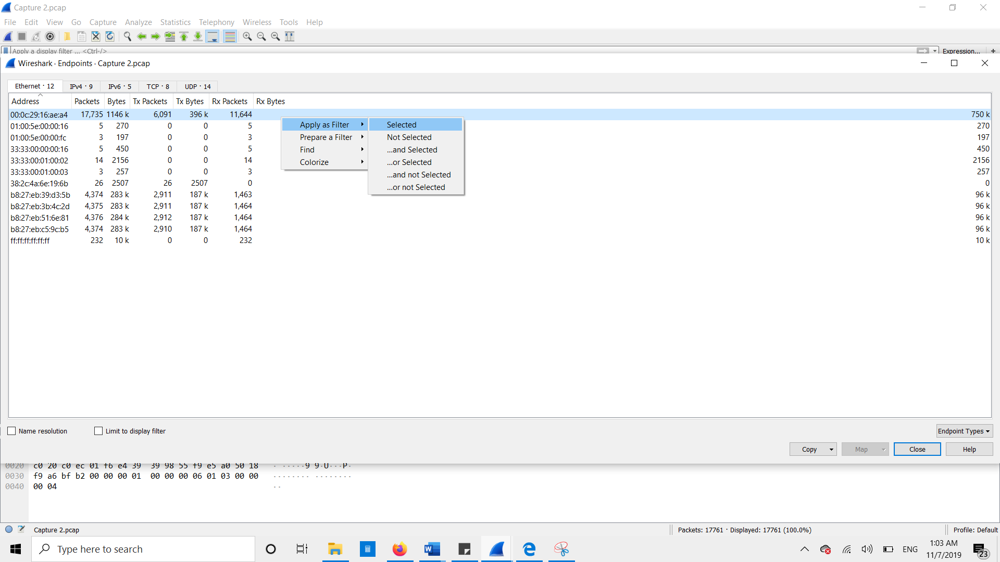 Capture 2.pcap
File Edit View Go Capture Analyze Statistics Telephony Wireless Tools Help
Apply a display filter ... <Ctrl-/> Expression... +
Wireshark · Endpoints · Capture 2.pcap
Ethernet · 12 IPv4 · 9 IPv6 · 5 TCP · 8 UDP · 14
Address Packets Bytes Tx Packets Tx Bytes Rx Packets Rx Bytes
00:0c:29:16:ae:a4 17,735 1146 k 6,091 396 k 11,644 750 k
01:00:5e:00:00:16 5 270 0 0 5 270
01:00:5e:00:00:fc 3 197 0 0 3 197
33:33:00:00:00:16 5 450 0 0 5 450
33:33:00:01:00:02 14 2156 0 0 14 2156
33:33:00:01:00:03 3 257 0 0 3 257
38:2c:4a:6e:19:6b 26 2507 26 2507 0 0
b8:27:eb:39:d3:5b 4,374 283 k 2,911 187 k 1,463 96 k
b8:27:eb:3b:4c:2d 4,375 283 k 2,911 187 k 1,464 96 k
b8:27:eb:51:6e:81 4,376 284 k 2,912 187 k 1,464 96 k
b8:27:eb:c5:9c:b5 4,374 283 k 2,910 187 k 1,464 96 k
ff:ff:ff:ff:ff:ff 232 10 k 0 0 232 10 k
Apply as Filter
Prepare a Filter
Find
Colorize
Selected
Not Selected
...and Selected
...or Selected
...and not Selected
...or not Selected
Name resolution Limit to display filter Endpoint Types
Copy Map Close Help
0020 c0 20 c0 ec 01 f6 e4 39 39 98 55 f9 e5 a0 50 18 · ·····9 9·U···P·
0030 f9 a6 bf b2 00 00 00 01 00 00 00 06 01 03 00 00 ········ ········
0040 00 04 ··
Capture 2.pcap Packets: 17761 · Displayed: 17761 (100.0%) Profile: Default
Type here to search ENG 1:03 AM
11/7/2019 23